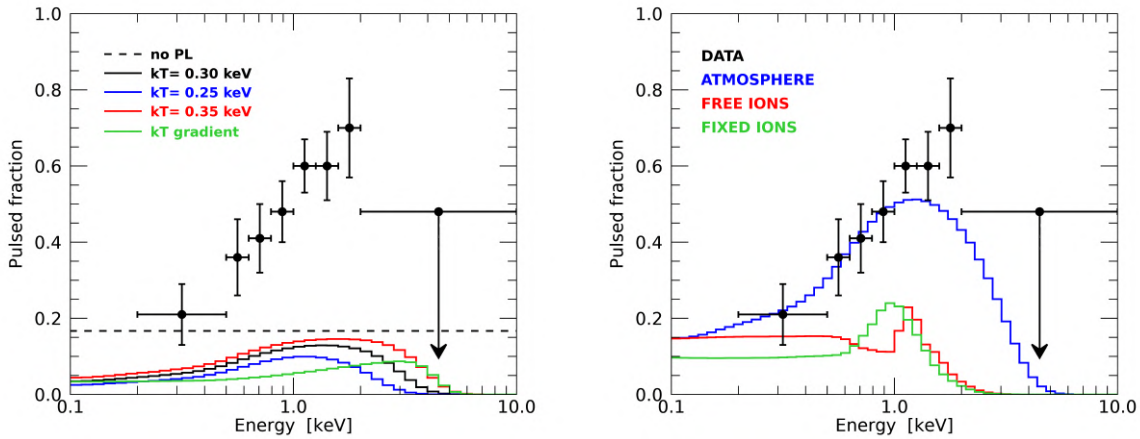 1.0
0.8
0.6
0.4
0.2
0.0
Pulsed fraction
no PL
kT= 0.30 keV
kT= 0.25 keV
kT= 0.35 keV
kT gradient
0.1
1.0
10.0
Energy [keV]
1.0
0.8
0.6
0.4
0.2
0.0
Pulsed fraction
DATA
ATMOSPHERE
FREE IONS
FIXED IONS
0.1
1.0
10.0
Energy [keV]